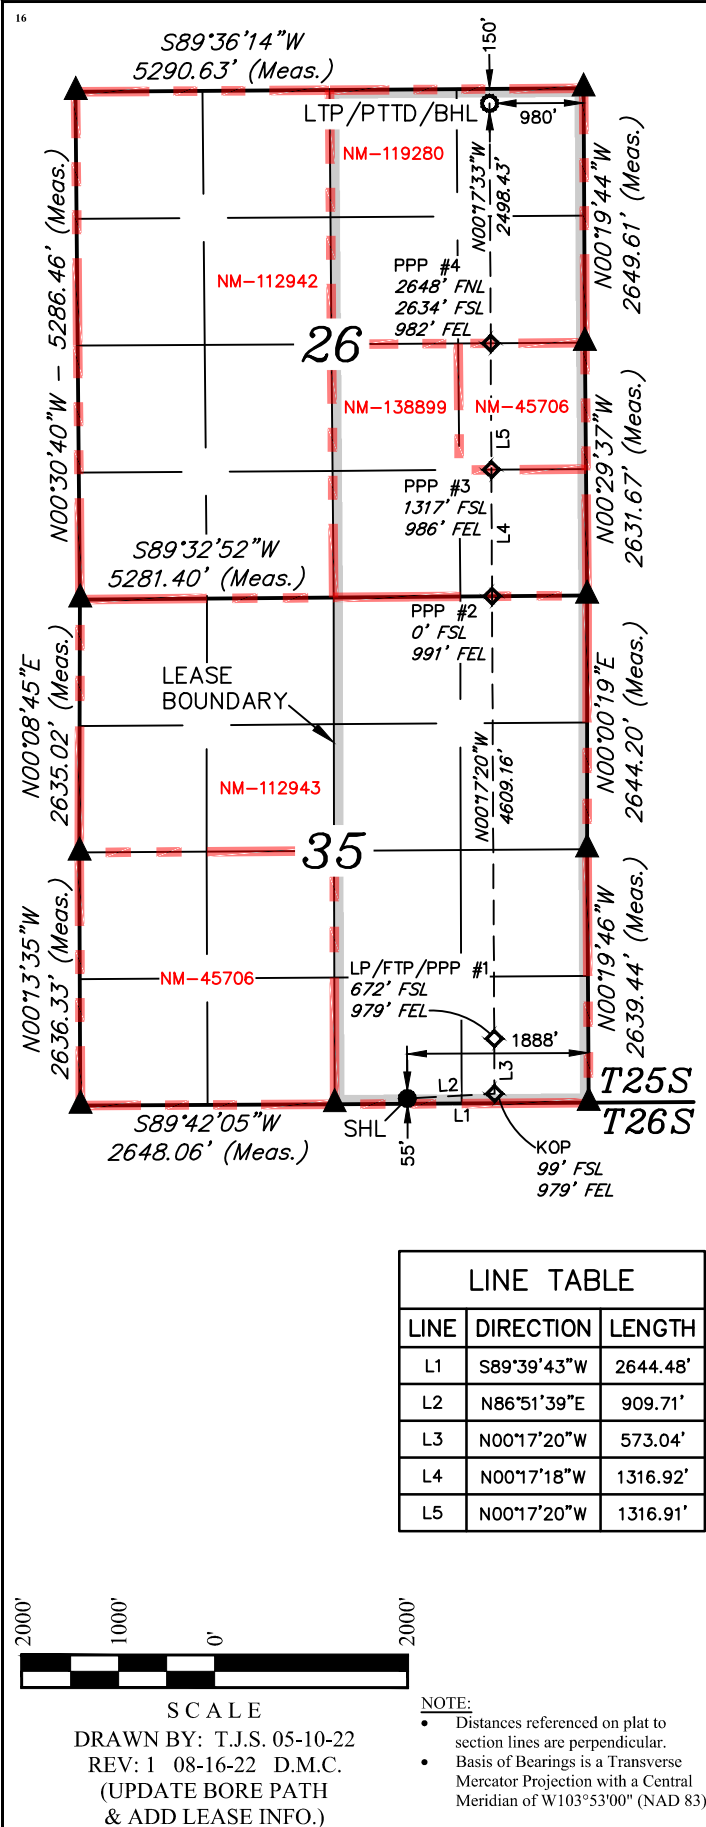 16
S89°36'14"W
5290.63' (Meas.)
150'
LTP/PTTD/BHL
980'
NM-119280
N00°17'33"W
2498.43'
N00°19'44"W
2649.61' (Meas.)
N00°30'40"W - 5286.46' (Meas.)
NM-112942
PPP #4
2648' FNL
2634' FSL
982' FEL
26
NM-138899
NM-45706
L5
PPP #3
1317' FSL
986' FEL
L4
N00°29'37"W
2631.67' (Meas.)
S89°32'52"W
5281.40' (Meas.)
PPP #2
0' FSL
991' FEL
LEASE
BOUNDARY
N00°08'45"E
2635.02' (Meas.)
N00°00'19"E
2644.20' (Meas.)
NM-112943
N00°17'20"W
4609.16'
35
N00°13'35"W
2636.33' (Meas.)
NM-45706
LP/FTP/PPP #1
672' FSL
979' FEL
N00°19'46"W
2639.44' (Meas.)
1888'
L3
L2
L1
T25S
T26S
S89°42'05"W
2648.06' (Meas.)
SHL
55'
KOP
99' FSL
979' FEL
LINE TABLE
LINE DIRECTION LENGTH
L1 S89°39'43"W 2644.48'
L2 N86°51'39"E 909.71'
L3 N00°17'20"W 573.04'
L4 N00°17'18"W 1316.92'
L5 N00°17'20"W 1316.91'
2000' 1000' 0' 2000'
SCALE
DRAWN BY: T.J.S. 05-10-22
REV: 1 08-16-22 D.M.C.
(UPDATE BORE PATH
& ADD LEASE INFO.)
NOTE:
• Distances referenced on plat to
section lines are perpendicular.
• Basis of Bearings is a Transverse
Mercator Projection with a Central
Meridian of W103°53'00" (NAD 83)